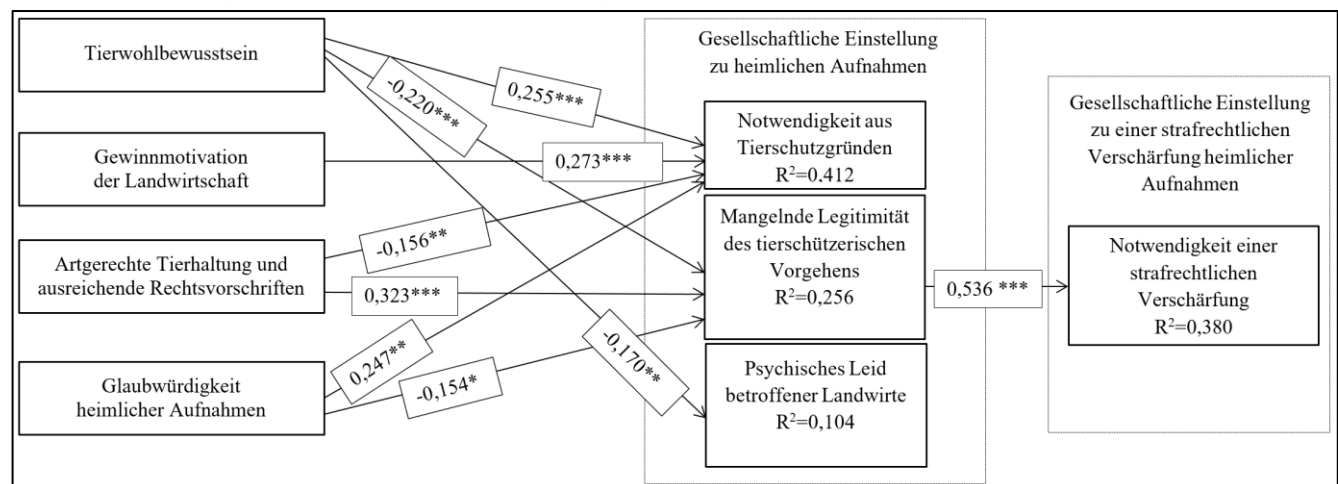 Tierwohlbewusstsein
Gewinnmotivation
der Landwirtschaft
Artgerechte Tierhaltung und
ausreichende Rechtsvorschriften
Glaubwürdigkeit
heimlicher Aufnahmen
0,255***
-0,220***
0,273***
-0,156**
0,323***
0,247**
-0,154*
-0,170**
Gesellschaftliche Einstellung
zu heimlichen Aufnahmen
Notwendigkeit aus
Tierschutzgründen
R²=0.412
Mangelnde Legitimität
des tierschützerischen
Vorgehens
R²=0,256
Psychisches Leid
betroffener Landwirte
R²=0,104
0,536 ***
Gesellschaftliche Einstellung
zu einer strafrechtlichen
Verschärfung heimlicher
Aufnahmen
Notwendigkeit einer
strafrechtlichen
Verschärfung
R²=0,380